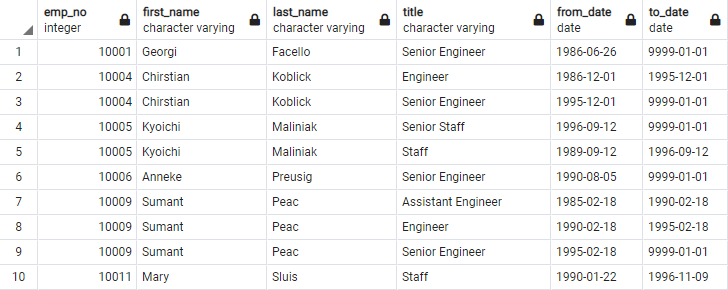 emp_no first_name last_name title from_date to_date
integer character varying character varying character varying date date
1 10001 Georgi Facello Senior Engineer 1986-06-26 9999-01-01
2 10004 Chirstian Koblick Engineer 1986-12-01 1995-12-01
3 10004 Chirstian Koblick Senior Engineer 1995-12-01 9999-01-01
4 10005 Kyoichi Maliniak Senior Staff 1996-09-12 9999-01-01
5 10005 Kyoichi Maliniak Staff 1989-09-12 1996-09-12
6 10006 Anneke Preusig Senior Engineer 1990-08-05 9999-01-01
7 10009 Sumant Peac Assistant Engineer 1985-02-18 1990-02-18
8 10009 Sumant Peac Engineer 1990-02-18 1995-02-18
9 10009 Sumant Peac Senior Engineer 1995-02-18 9999-01-01
10 10011 Mary Sluis Staff 1990-01-22 1996-11-09